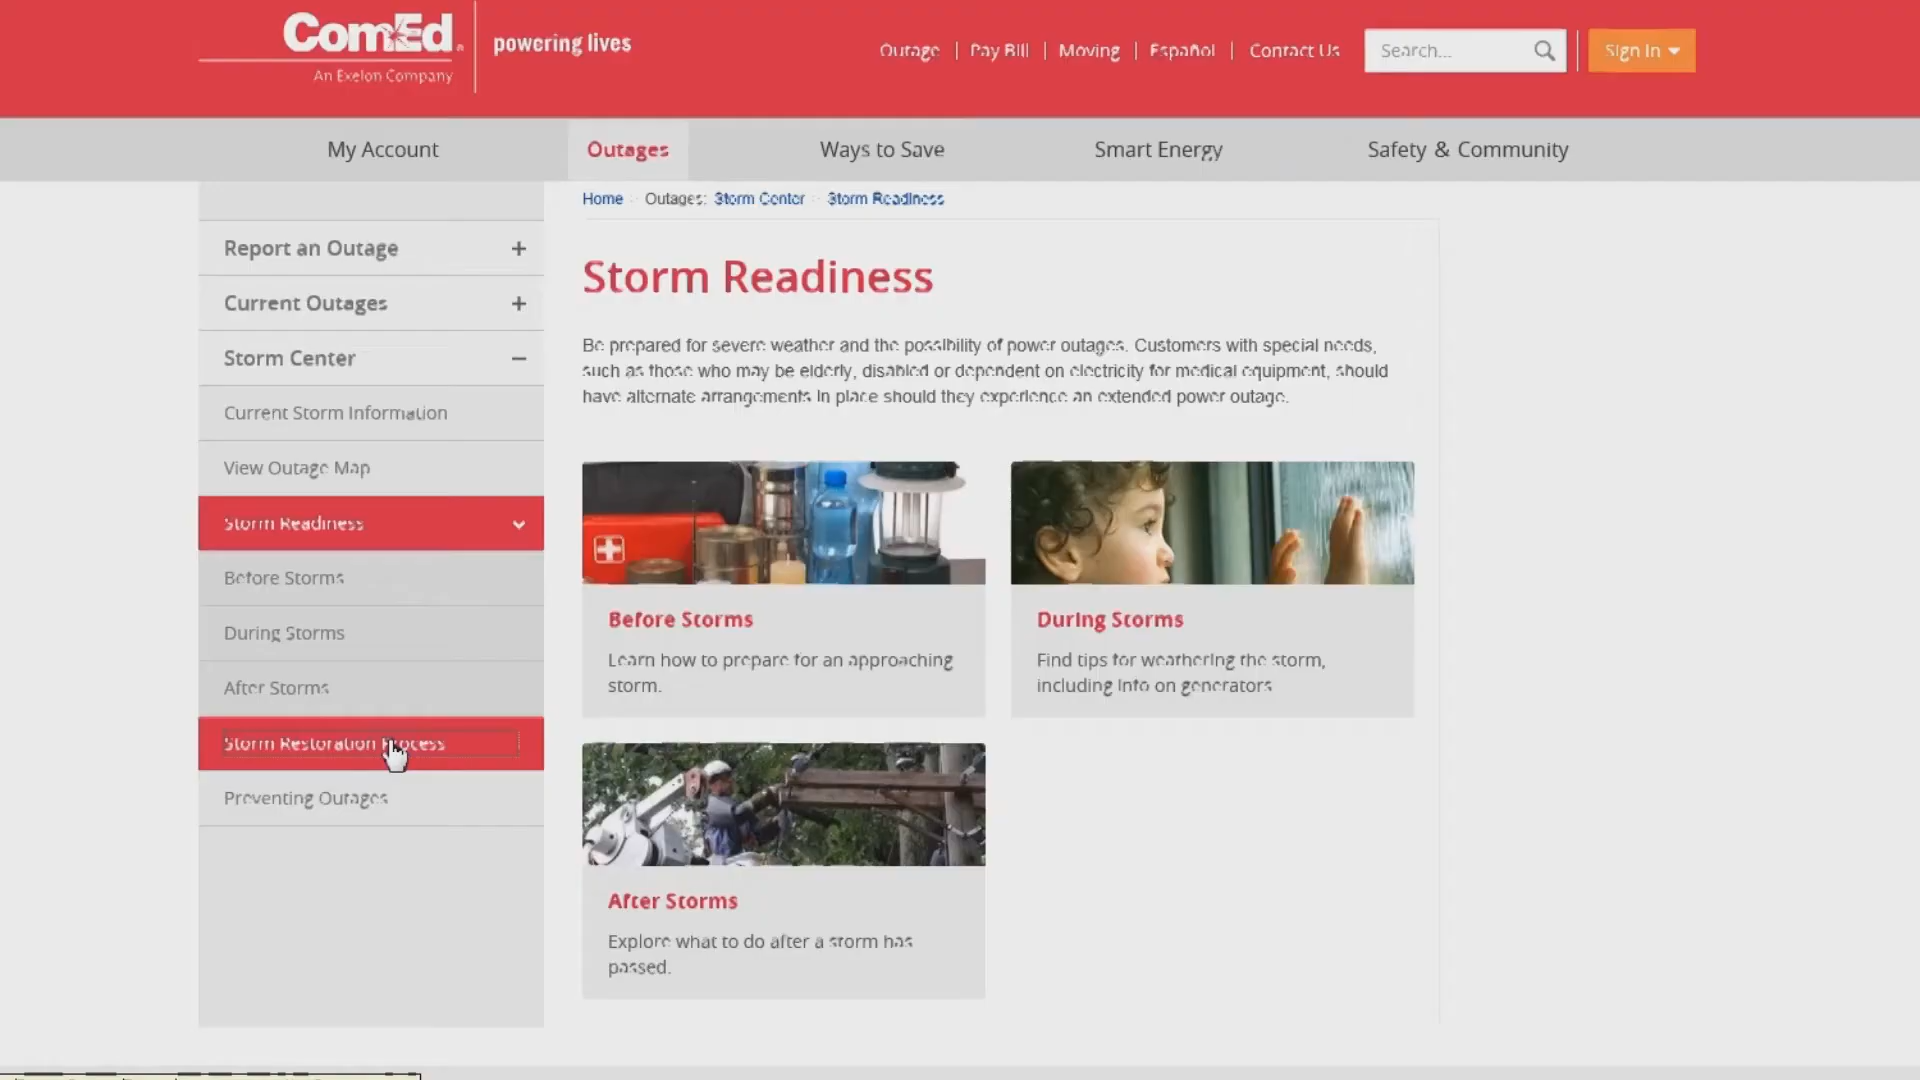 ComEd
An Exelon Company
powering lives
Outage | Pay Bill | Moving | Español | Contact Us
Search...
Sign In
My Account
Outages
Ways to Save
Smart Energy
Safety & Community
Home Outages: Storm Center Storm Readiness
Report an Outage +
Current Outages +
Storm Center −
Current Storm Information
View Outage Map
Storm Readiness
Before Storms
During Storms
After Storms
Storm Restoration Process
Preventing Outages
Storm Readiness
Be prepared for severe weather and the possibility of power outages. Customers with special needs,
such as those who may be elderly, disabled or dependent on electricity for medical equipment, should
have alternate arrangements in place should they experience an extended power outage.
Before Storms
Learn how to prepare for an approaching
storm.
During Storms
Find tips for weathering the storm,
including info on generators
After Storms
Explore what to do after a storm has
passed.